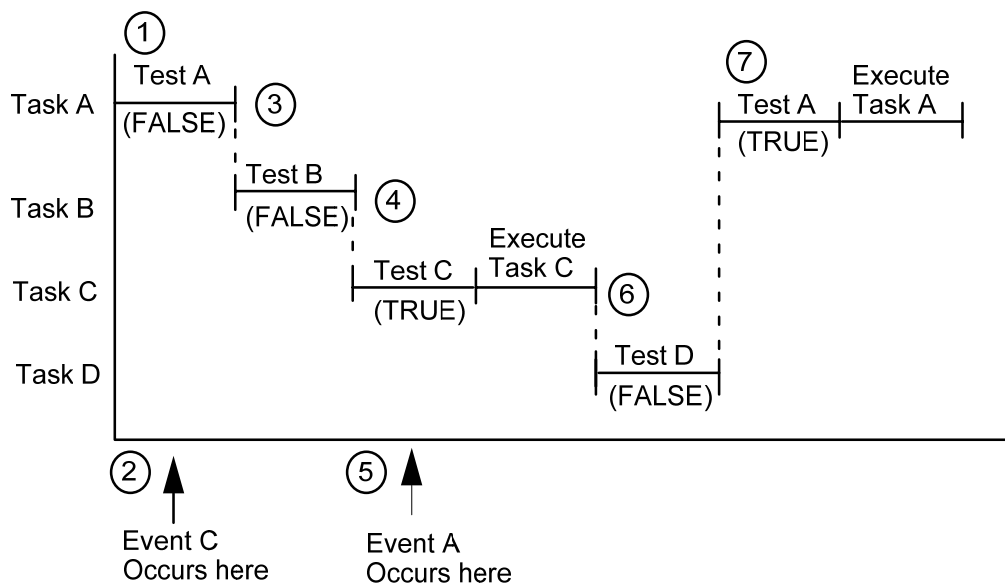 1
Test A
(FALSE)
Task A
3
7
Test A
(TRUE)
Execute
Task A
Test B
(FALSE)
Task B
4
Execute
Task C
Test C
(TRUE)
Task C
6
Test D
(FALSE)
Task D
2
Event C
Occurs here
5
Event A
Occurs here